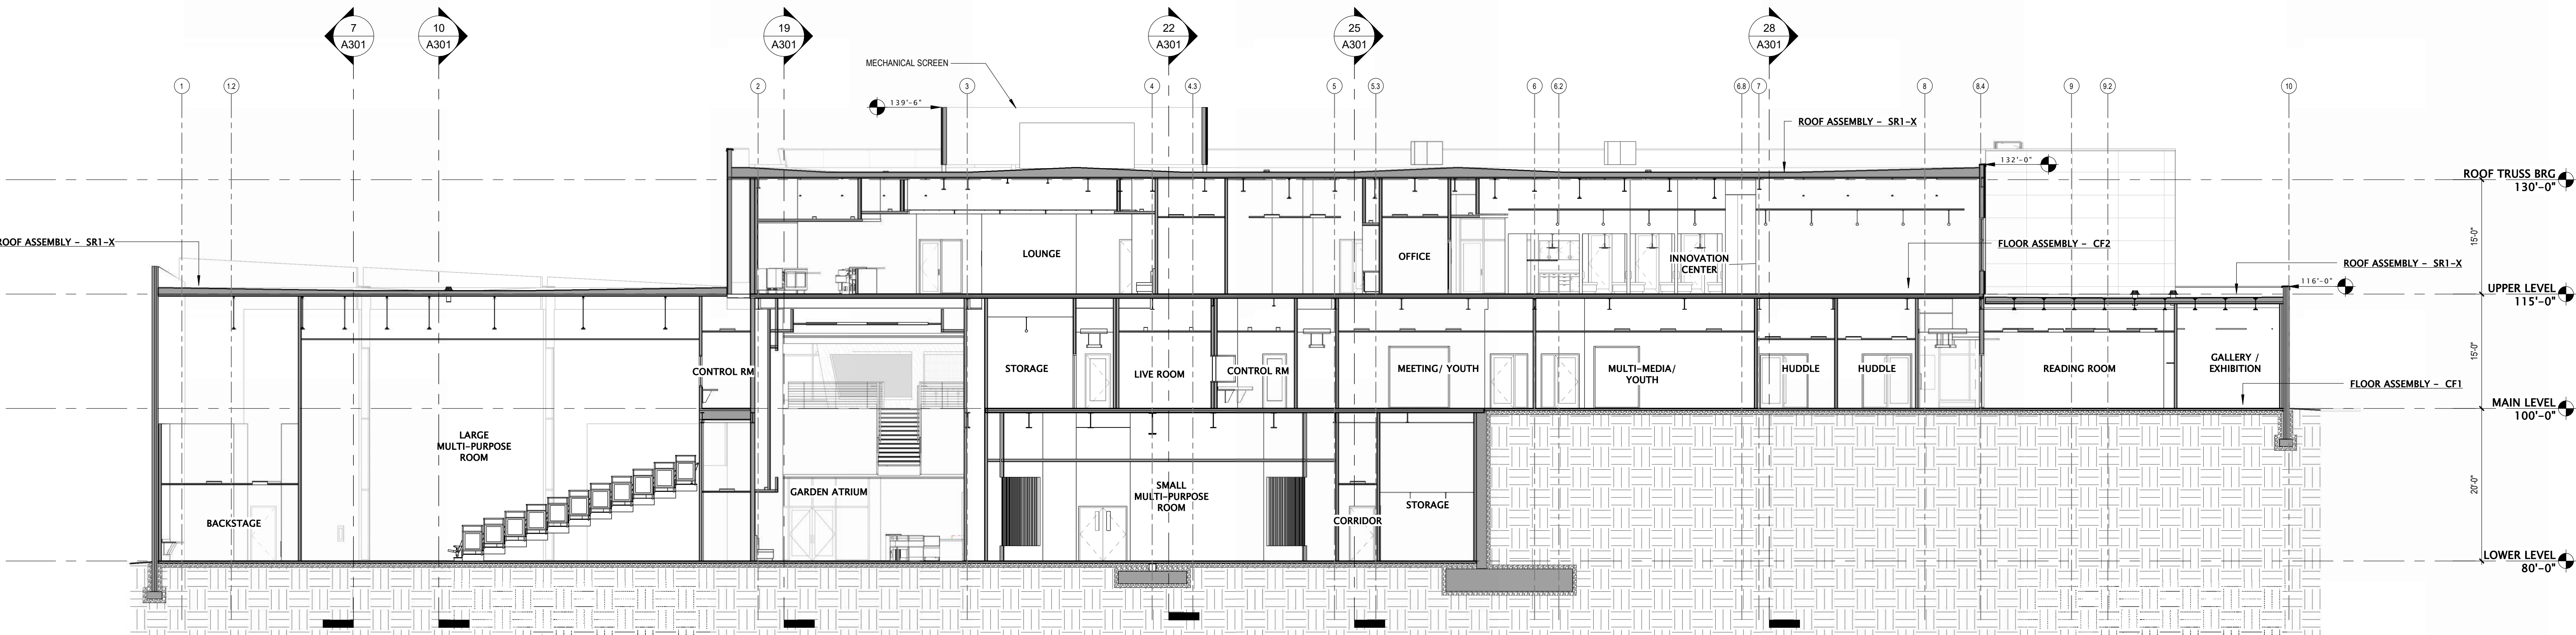 7
A301
10
A301
19
A301
22
A301
25
A301
28
A301
MECHANICAL SCREEN
1
1.2
2
3
4
4.3
5
5.3
6
6.2
6.8
7
8
8.4
9
9.2
10
139'-6"
ROOF ASSEMBLY - SR1-X
132'-0"
ROOF TRUSS BRG
130'-0"
15'-0"
ROOF ASSEMBLY - SR1-X
FLOOR ASSEMBLY - CF2
LOUNGE
OFFICE
INNOVATION
CENTER
ROOF ASSEMBLY - SR1-X
116'-0"
UPPER LEVEL
115'-0"
15'-0"
CONTROL RM
STORAGE
LIVE ROOM
CONTROL RM
MEETING/ YOUTH
MULTI-MEDIA/
YOUTH
HUDDLE
HUDDLE
READING ROOM
GALLERY /
EXHIBITION
FLOOR ASSEMBLY - CF1
MAIN LEVEL
100'-0"
20'-0"
LARGE
MULTI-PURPOSE
ROOM
BACKSTAGE
GARDEN ATRIUM
SMALL
MULTI-PURPOSE
ROOM
CORRIDOR
STORAGE
LOWER LEVEL
80'-0"